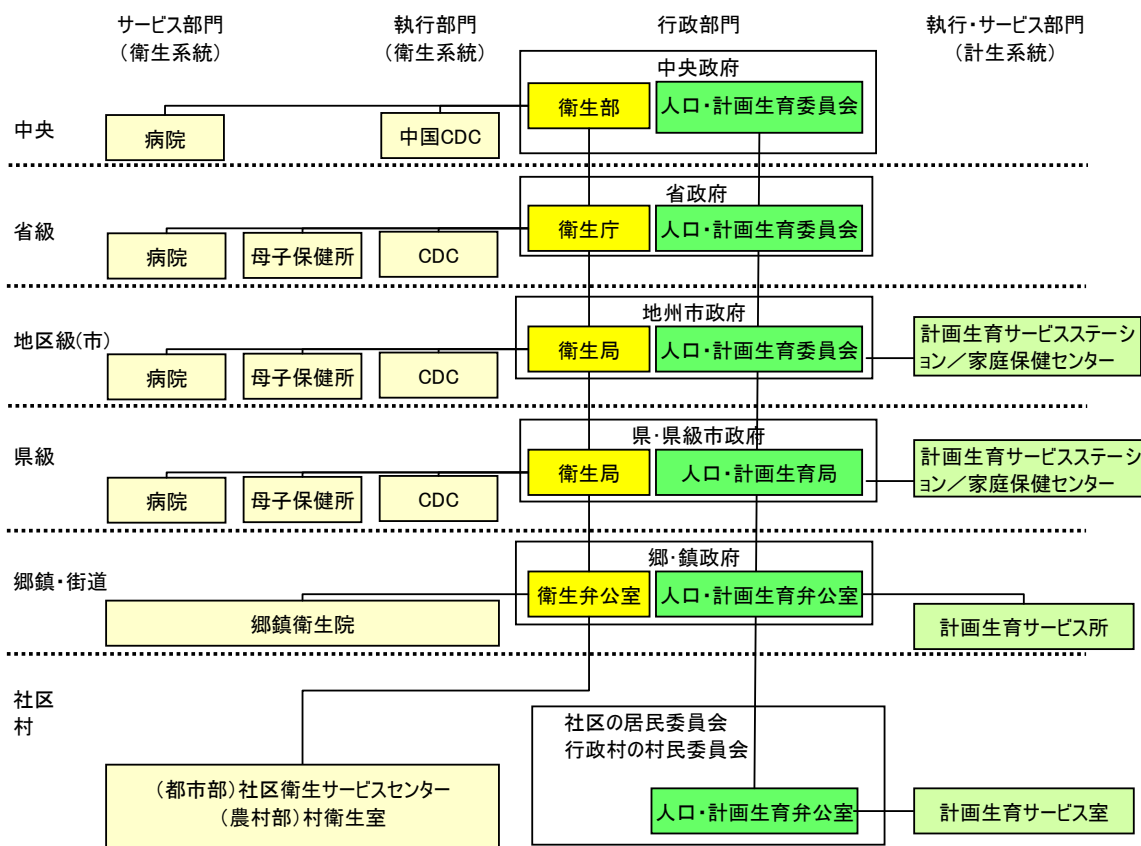 サービス部門
(衛生系統)
執行部門
(衛生系統)
行政部門
執行・サービス部門
(計生系統)
中央
中央政府
衛生部
人口・計画生育委員会
病院
中国CDC
省級
省政府
衛生庁
人口・計画生育委員会
病院
母子保健所
CDC
地区級(市)
地州市政府
衛生局
人口・計画生育委員会
計画生育サービスステーシ
ョン／家庭保健センター
病院
母子保健所
CDC
県級
県・県級市政府
衛生局
人口・計画生育局
計画生育サービスステーシ
ョン／家庭保健センター
病院
母子保健所
CDC
郷鎮・街道
郷・鎮政府
衛生弁公室
人口・計画生育弁公室
郷鎮衛生院
計画生育サービス所
社区
村
社区の居民委員会
行政村の村民委員会
(都市部)社区衛生サービスセンター
(農村部)村衛生室
人口・計画生育弁公室
計画生育サービス室